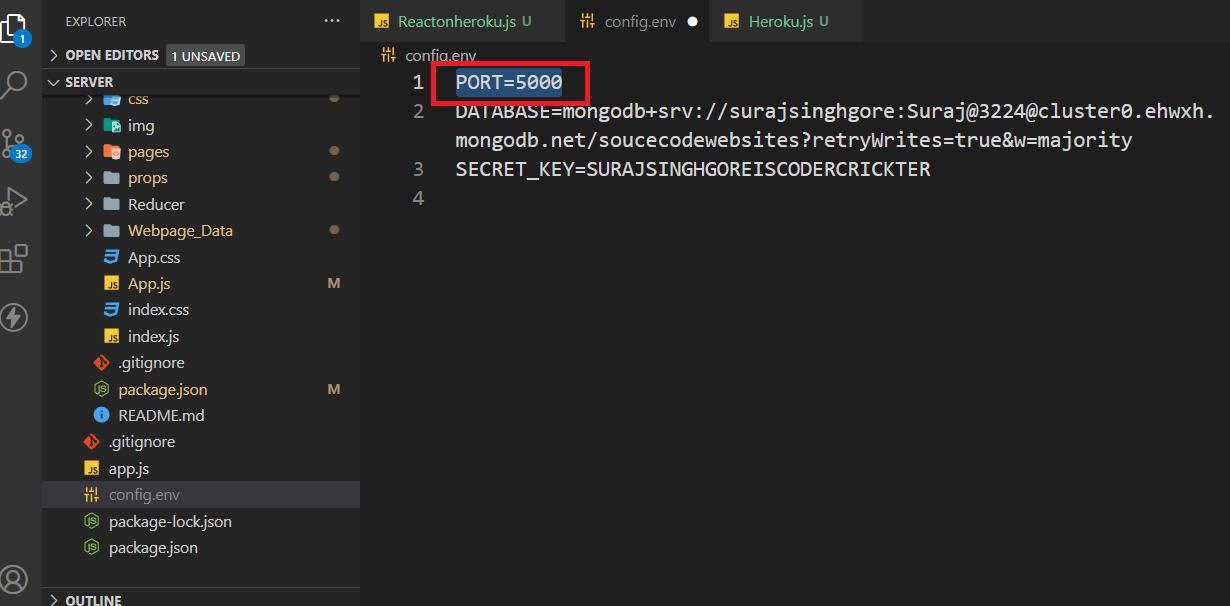 EXPLORER
OPEN EDITORS 1 UNSAVED
SERVER
css
img
pages
props
Reducer
Webpage_Data
App.css
App.js M
index.css
index.js
.gitignore
package.json M
README.md
.gitignore
app.js
config.env
package-lock.json
package.json
OUTLINE
1
32
JS Reactonheroku.js U
config.env
JS Heroku.js U
config.env
1 PORT=5000
2 DATABASE=mongodb+srv://surajsinghgore:Suraj@3224@cluster0.ehwxh.
mongodb.net/soucecodewebsites?retryWrites=true&w=majority
3 SECRET_KEY=SURAJSINGHGOREISCODERCRICKTER
4